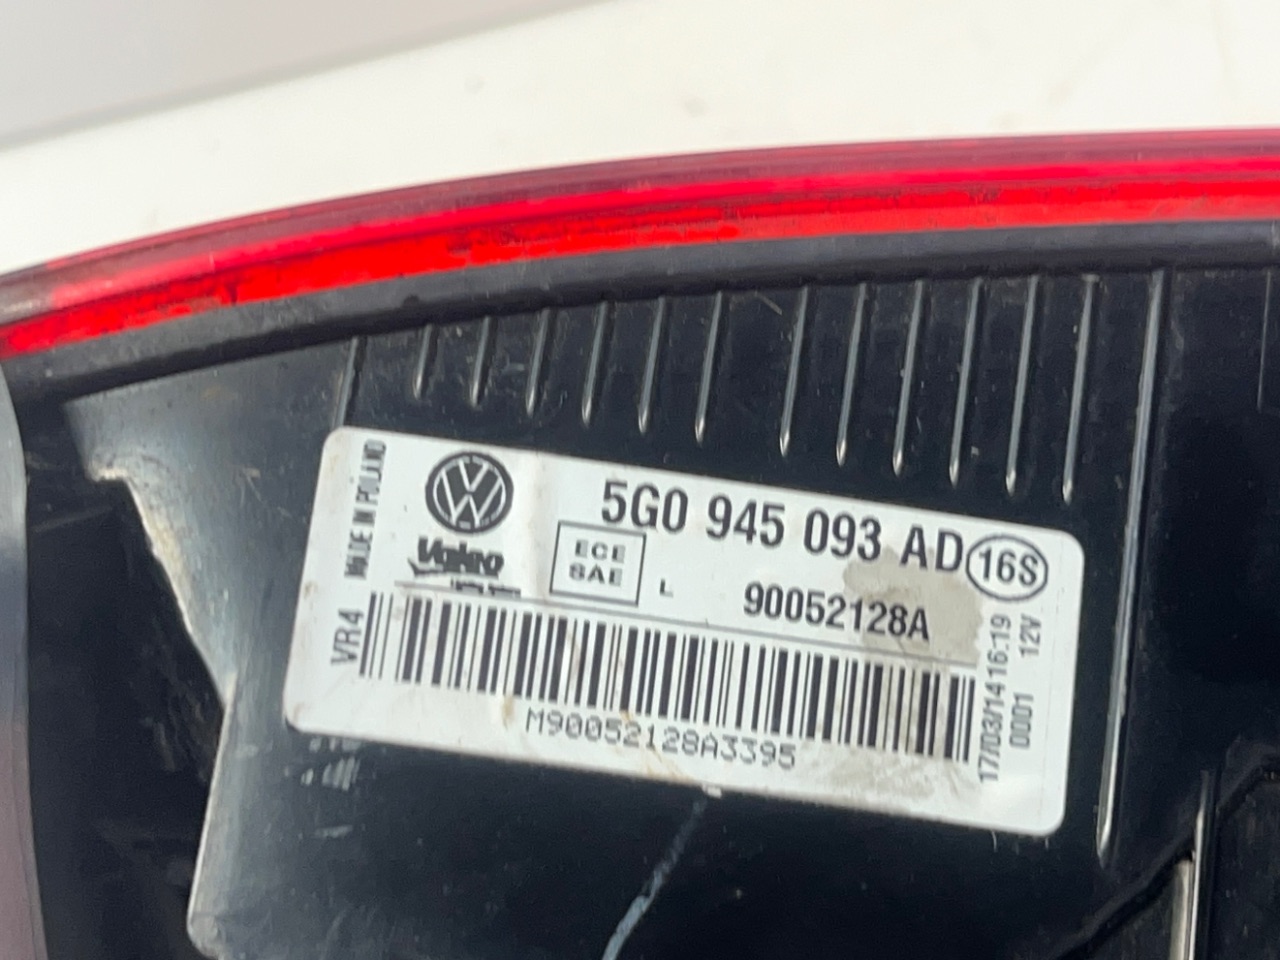 MADE IN POLAND
5G0 945 093 AD 16S
Valeo
ECE
SAE
L
90052128A
VR4
17/03/14 16:19
0001 12V
M90052128A3395